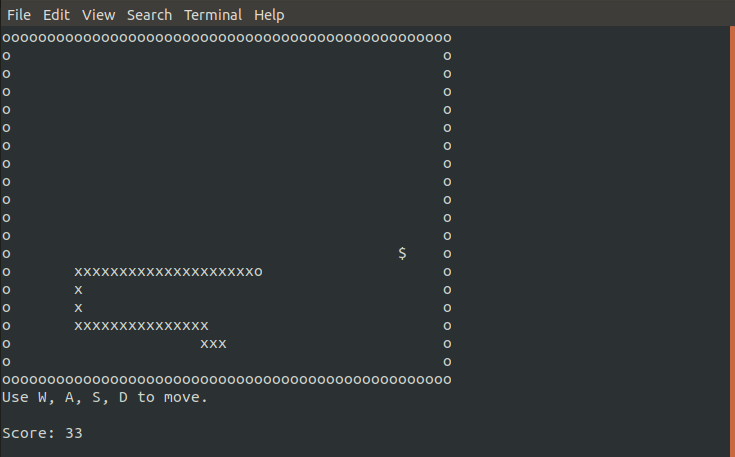 File Edit View Search Terminal Help
oooooooooooooooooooooooooooooooooooooooooooooooooo
o                                                o
o                                                o
o                                                o
o                                                o
o                                                o
o                                                o
o                                                o
o                                                o
o                                                o
o                                                o
o                                                o
o                                           $    o
o       xxxxxxxxxxxxxxxxxxxxo                    o
o       x                                        o
o       x                                        o
o       xxxxxxxxxxxxxxx                          o
o                     xxx                        o
o                                                o
oooooooooooooooooooooooooooooooooooooooooooooooooo
Use W, A, S, D to move.
Score: 33